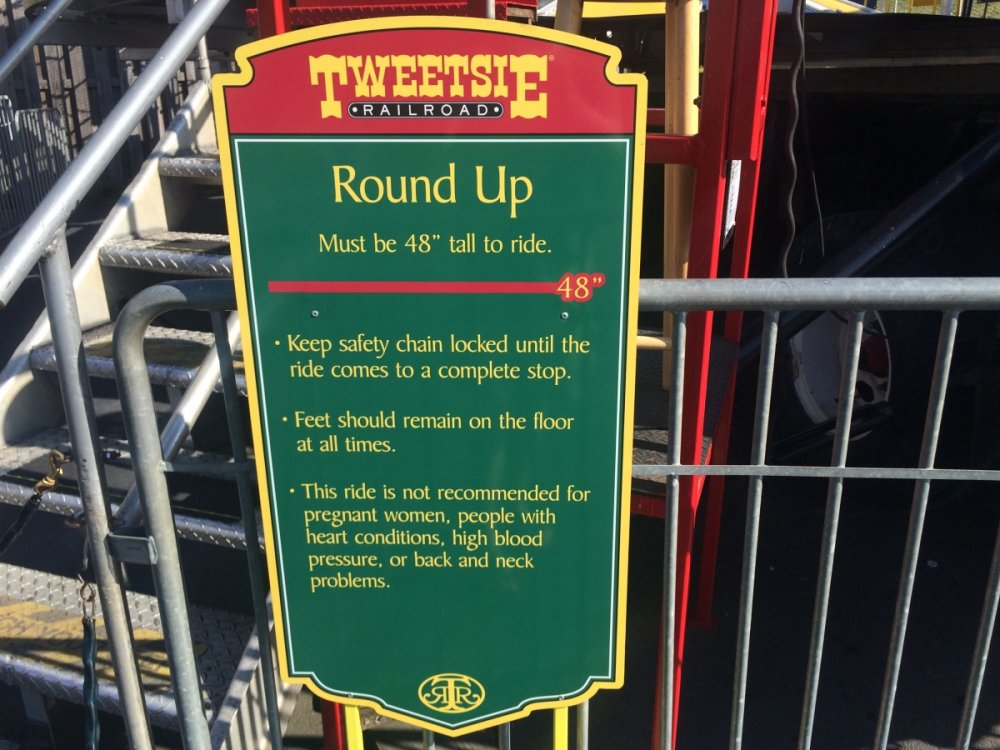 TWEETSIE®
•RAILROAD•
Round Up
Must be 48” tall to ride.
48”
• Keep safety chain locked until the
ride comes to a complete stop.
• Feet should remain on the floor
at all times.
• This ride is not recommended for
pregnant women, people with
heart conditions, high blood
pressure, or back and neck
problems.
TRR